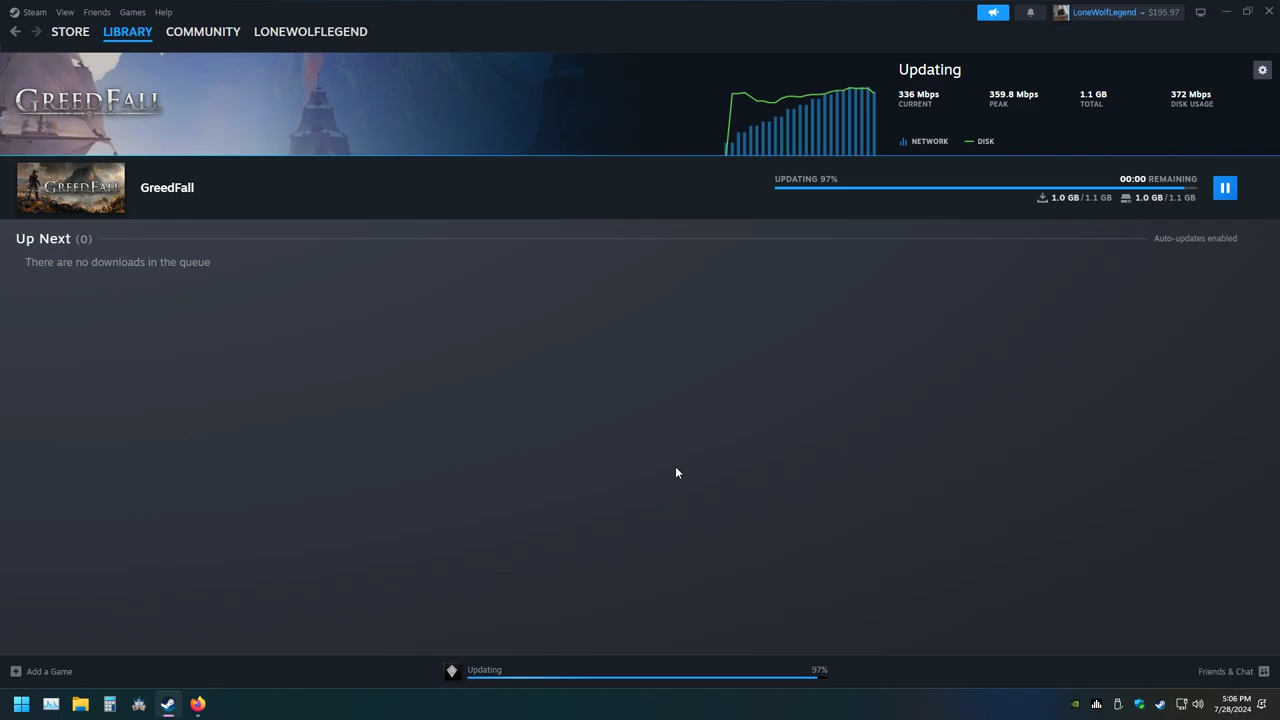 Steam View Friends Games Help
LoneWolfLegend $195.97
STORE LIBRARY COMMUNITY LONEWOLFLEGEND
GREEDFALL
Updating
336 Mbps 359.8 Mbps 1.1 GB 372 Mbps
CURRENT PEAK TOTAL DISK USAGE
NETWORK DISK
GREEDFALL
GreedFall
UPDATING 97% 00:00 REMAINING
1.0 GB / 1.1 GB 1.0 GB / 1.1 GB
Up Next (0) Auto-updates enabled
There are no downloads in the queue
Add a Game
Updating 97%
Friends & Chat
5:06 PM
7/28/2024